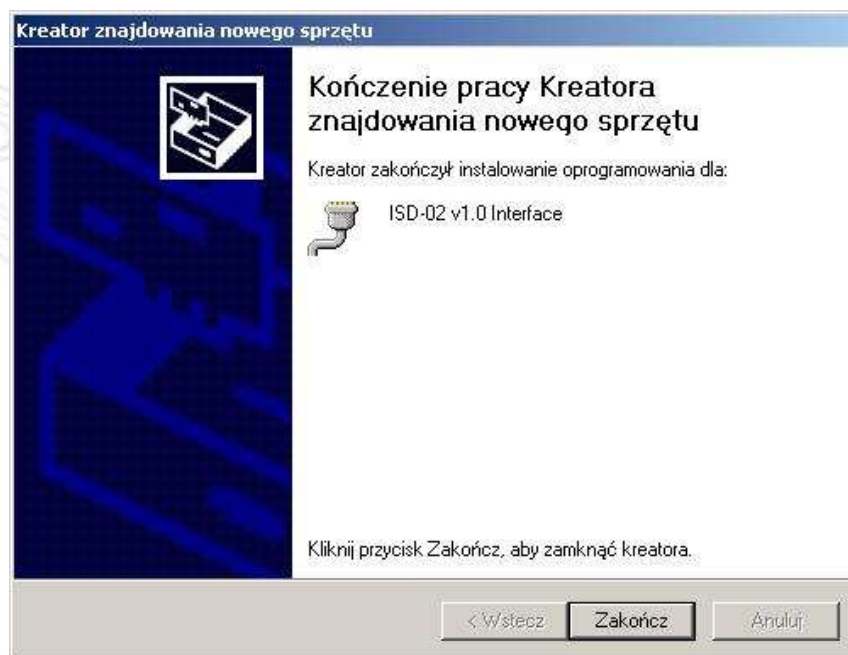 Kreator znajdowania nowego sprzętu
Kończenie pracy Kreatora
znajdowania nowego sprzętu
Kreator zakończył instalowanie oprogramowania dla:
ISD-02 v1.0 Interface
Kliknij przycisk Zakończ, aby zamknąć kreatora.
< Wstecz Zakończ Anuluj